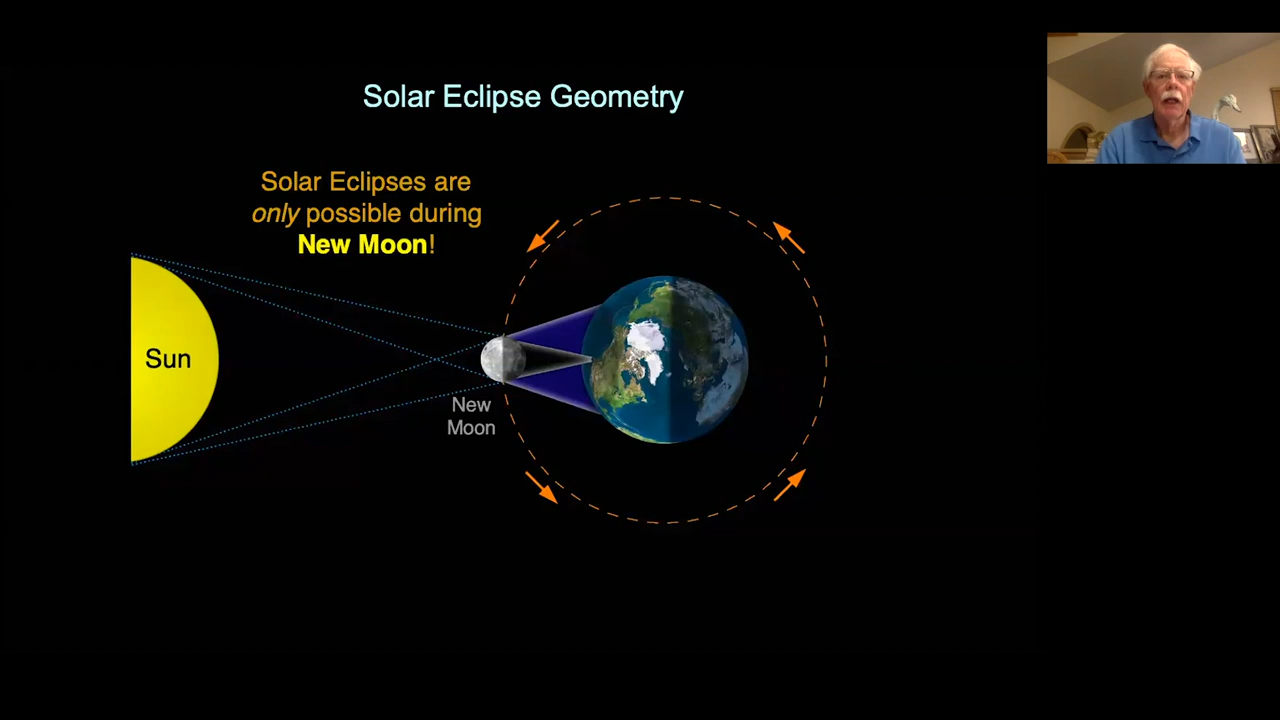 Solar Eclipse Geometry
Solar Eclipses are
only possible during
New Moon!
Sun
New
Moon